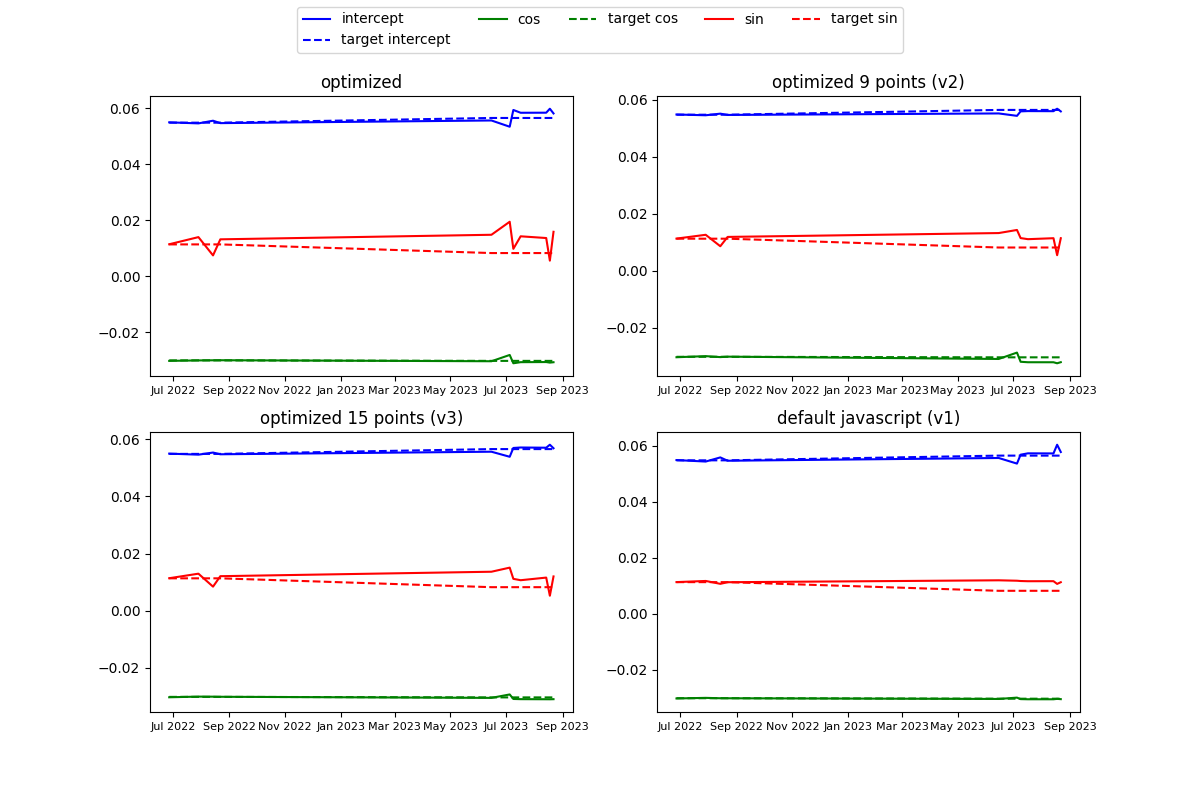 intercept cos target cos sin target sin
target intercept
optimized
0.06
0.04
0.02
0.00
−0.02
Jul 2022 Sep 2022 Nov 2022 Jan 2023 Mar 2023 May 2023 Jul 2023 Sep 2023
optimized 9 points (v2)
0.06
0.04
0.02
0.00
−0.02
Jul 2022 Sep 2022 Nov 2022 Jan 2023 Mar 2023 May 2023 Jul 2023 Sep 2023
optimized 15 points (v3)
0.06
0.04
0.02
0.00
−0.02
Jul 2022 Sep 2022 Nov 2022 Jan 2023 Mar 2023 May 2023 Jul 2023 Sep 2023
default javascript (v1)
0.06
0.04
0.02
0.00
−0.02
Jul 2022 Sep 2022 Nov 2022 Jan 2023 Mar 2023 May 2023 Jul 2023 Sep 2023